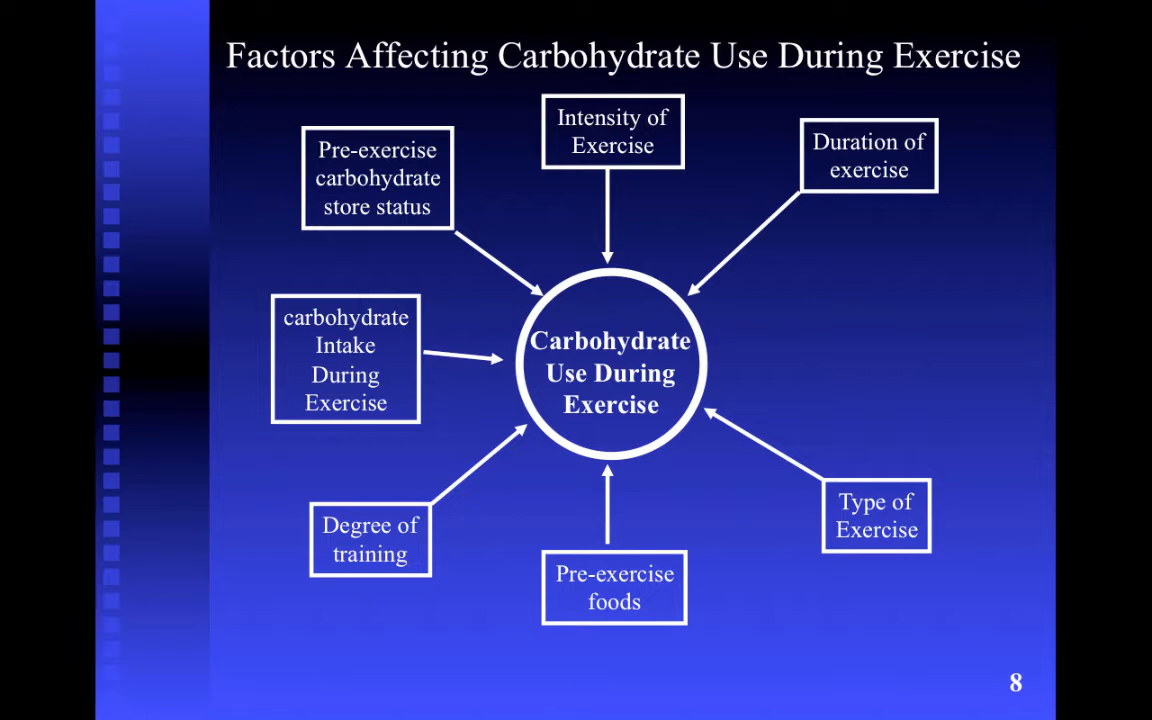 Factors Affecting Carbohydrate Use During Exercise
Intensity of
Exercise
Duration of
exercise
Pre-exercise
carbohydrate
store status
carbohydrate
Intake
During
Exercise
Carbohydrate
Use During
Exercise
Degree of
training
Pre-exercise
foods
Type of
Exercise
8